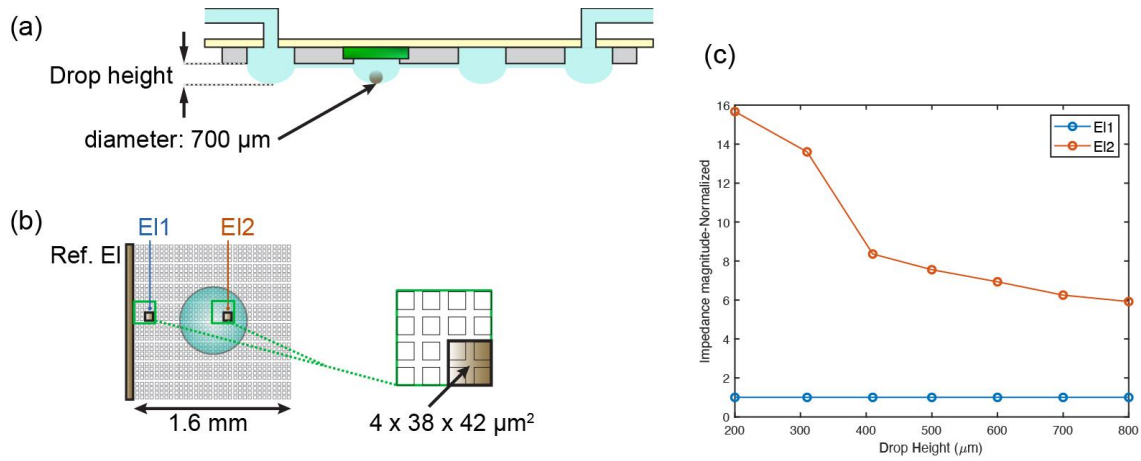 (a)
Drop height
diameter: 700 µm
(b)
El1
El2
Ref. El
1.6 mm
4 x 38 x 42 µm²
(c)
16
14
12
10
8
6
4
2
0
Impedance magnitude-Normalized
El1
El2
200
300
400
500
600
700
800
Drop Height (µm)